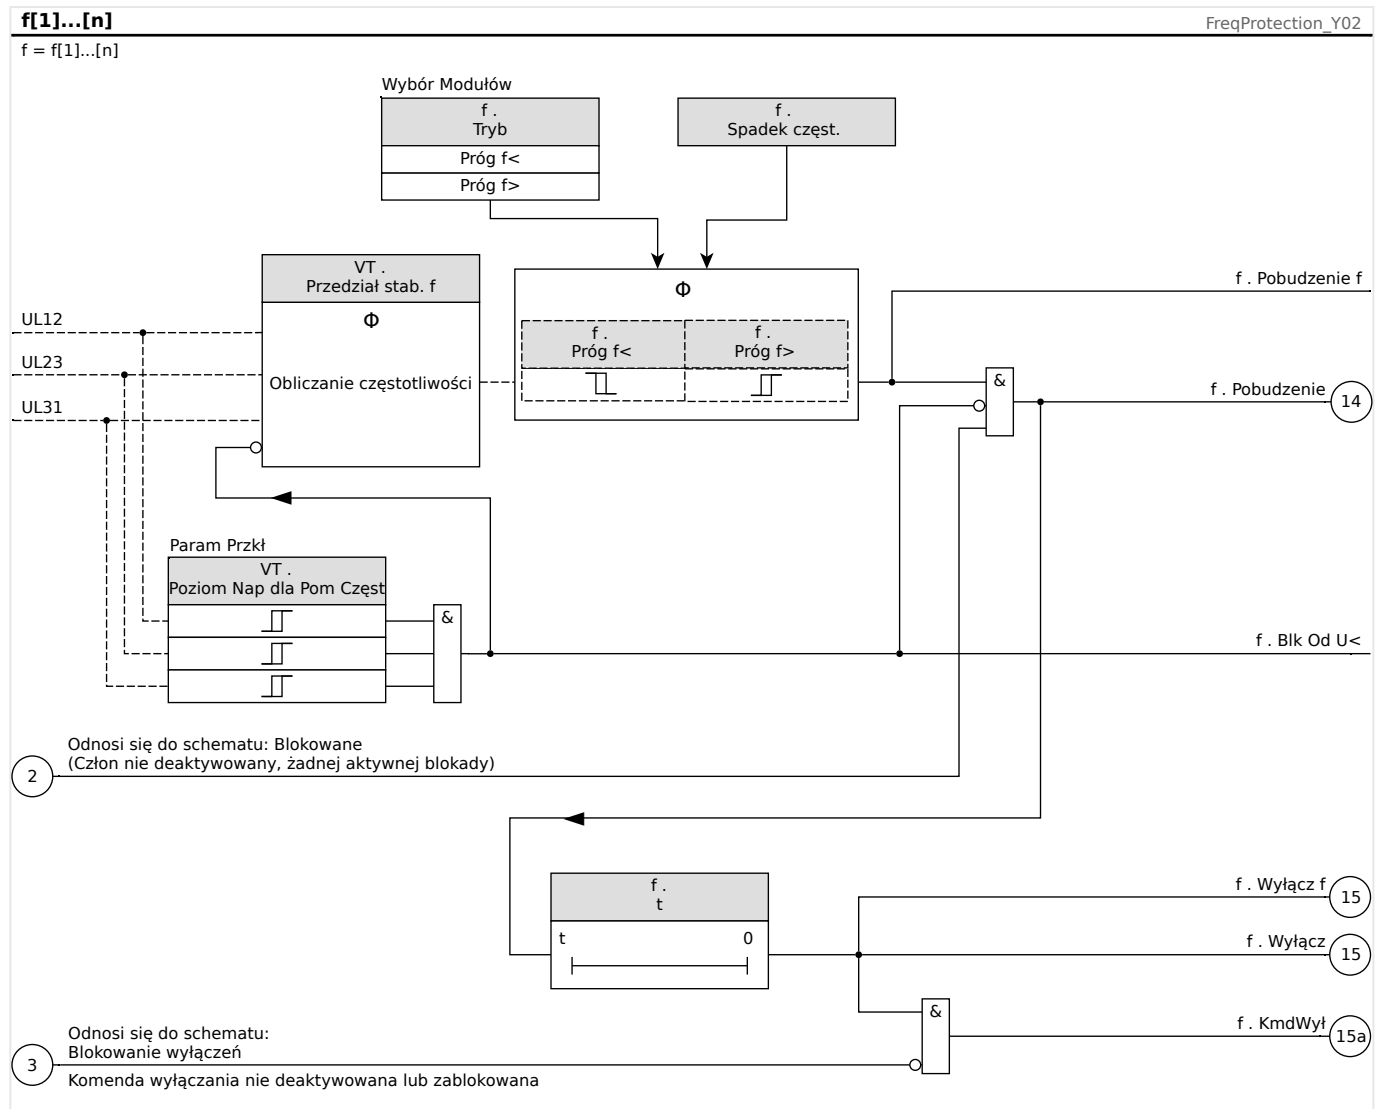 f[1]...[n]
FreqProtection_Y02
f = f[1]...[n]
Wybór Modułów
f .
Tryb
Próg f<
Próg f>
f .
Spadek częst.
VT .
Przedział stab. f
Φ
Obliczanie częstotliwości
UL12
UL23
UL31
Φ
f .
Próg f<
f .
Próg f>
f . Pobudzenie f
&
f . Pobudzenie
14
Param Przkł
VT .
Poziom Nap dla Pom Częst
&
f . Blk Od U<
2
Odnosi się do schematu: Blokowane
(Człon nie deaktywowany, żadnej aktywnej blokady)
f .
t
t
0
f . Wyłącz f
15
f . Wyłącz
15
&
f . KmdWył
15a
3
Odnosi się do schematu:
Blokowanie wyłączeń
Komenda wyłączania nie deaktywowana lub zablokowana